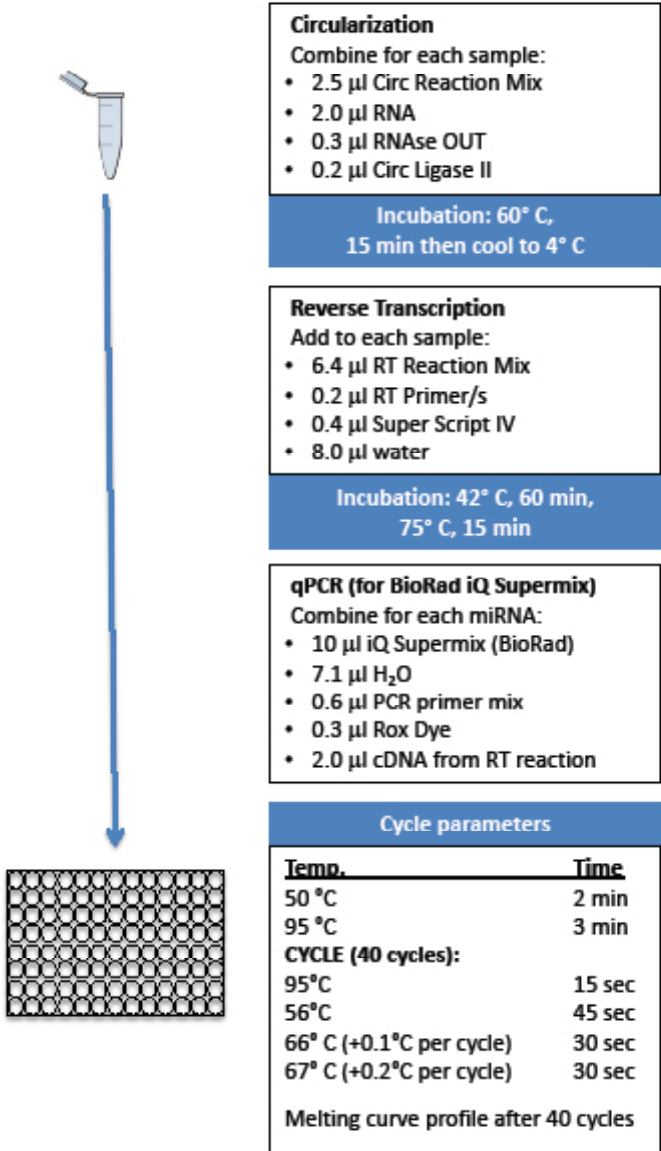 Circularization
Combine for each sample:
• 2.5 µl Circ Reaction Mix
• 2.0 µl RNA
• 0.3 µl RNAse OUT
• 0.2 µl Circ Ligase II
Incubation: 60° C,
15 min then cool to 4° C
Reverse Transcription
Add to each sample:
• 6.4 µl RT Reaction Mix
• 0.2 µl RT Primer/s
• 0.4 µl Super Script IV
• 8.0 µl water
Incubation: 42° C, 60 min,
75° C, 15 min
qPCR (for BioRad iQ Supermix)
Combine for each miRNA:
• 10 µl iQ Supermix (BioRad)
• 7.1 µl H₂O
• 0.6 µl PCR primer mix
• 0.3 µl Rox Dye
• 2.0 µl cDNA from RT reaction
Cycle parameters
Temp. Time
50 °C 2 min
95 °C 3 min
CYCLE (40 cycles):
95°C 15 sec
56°C 45 sec
66° C (+0.1°C per cycle) 30 sec
67° C (+0.2°C per cycle) 30 sec
Melting curve profile after 40 cycles